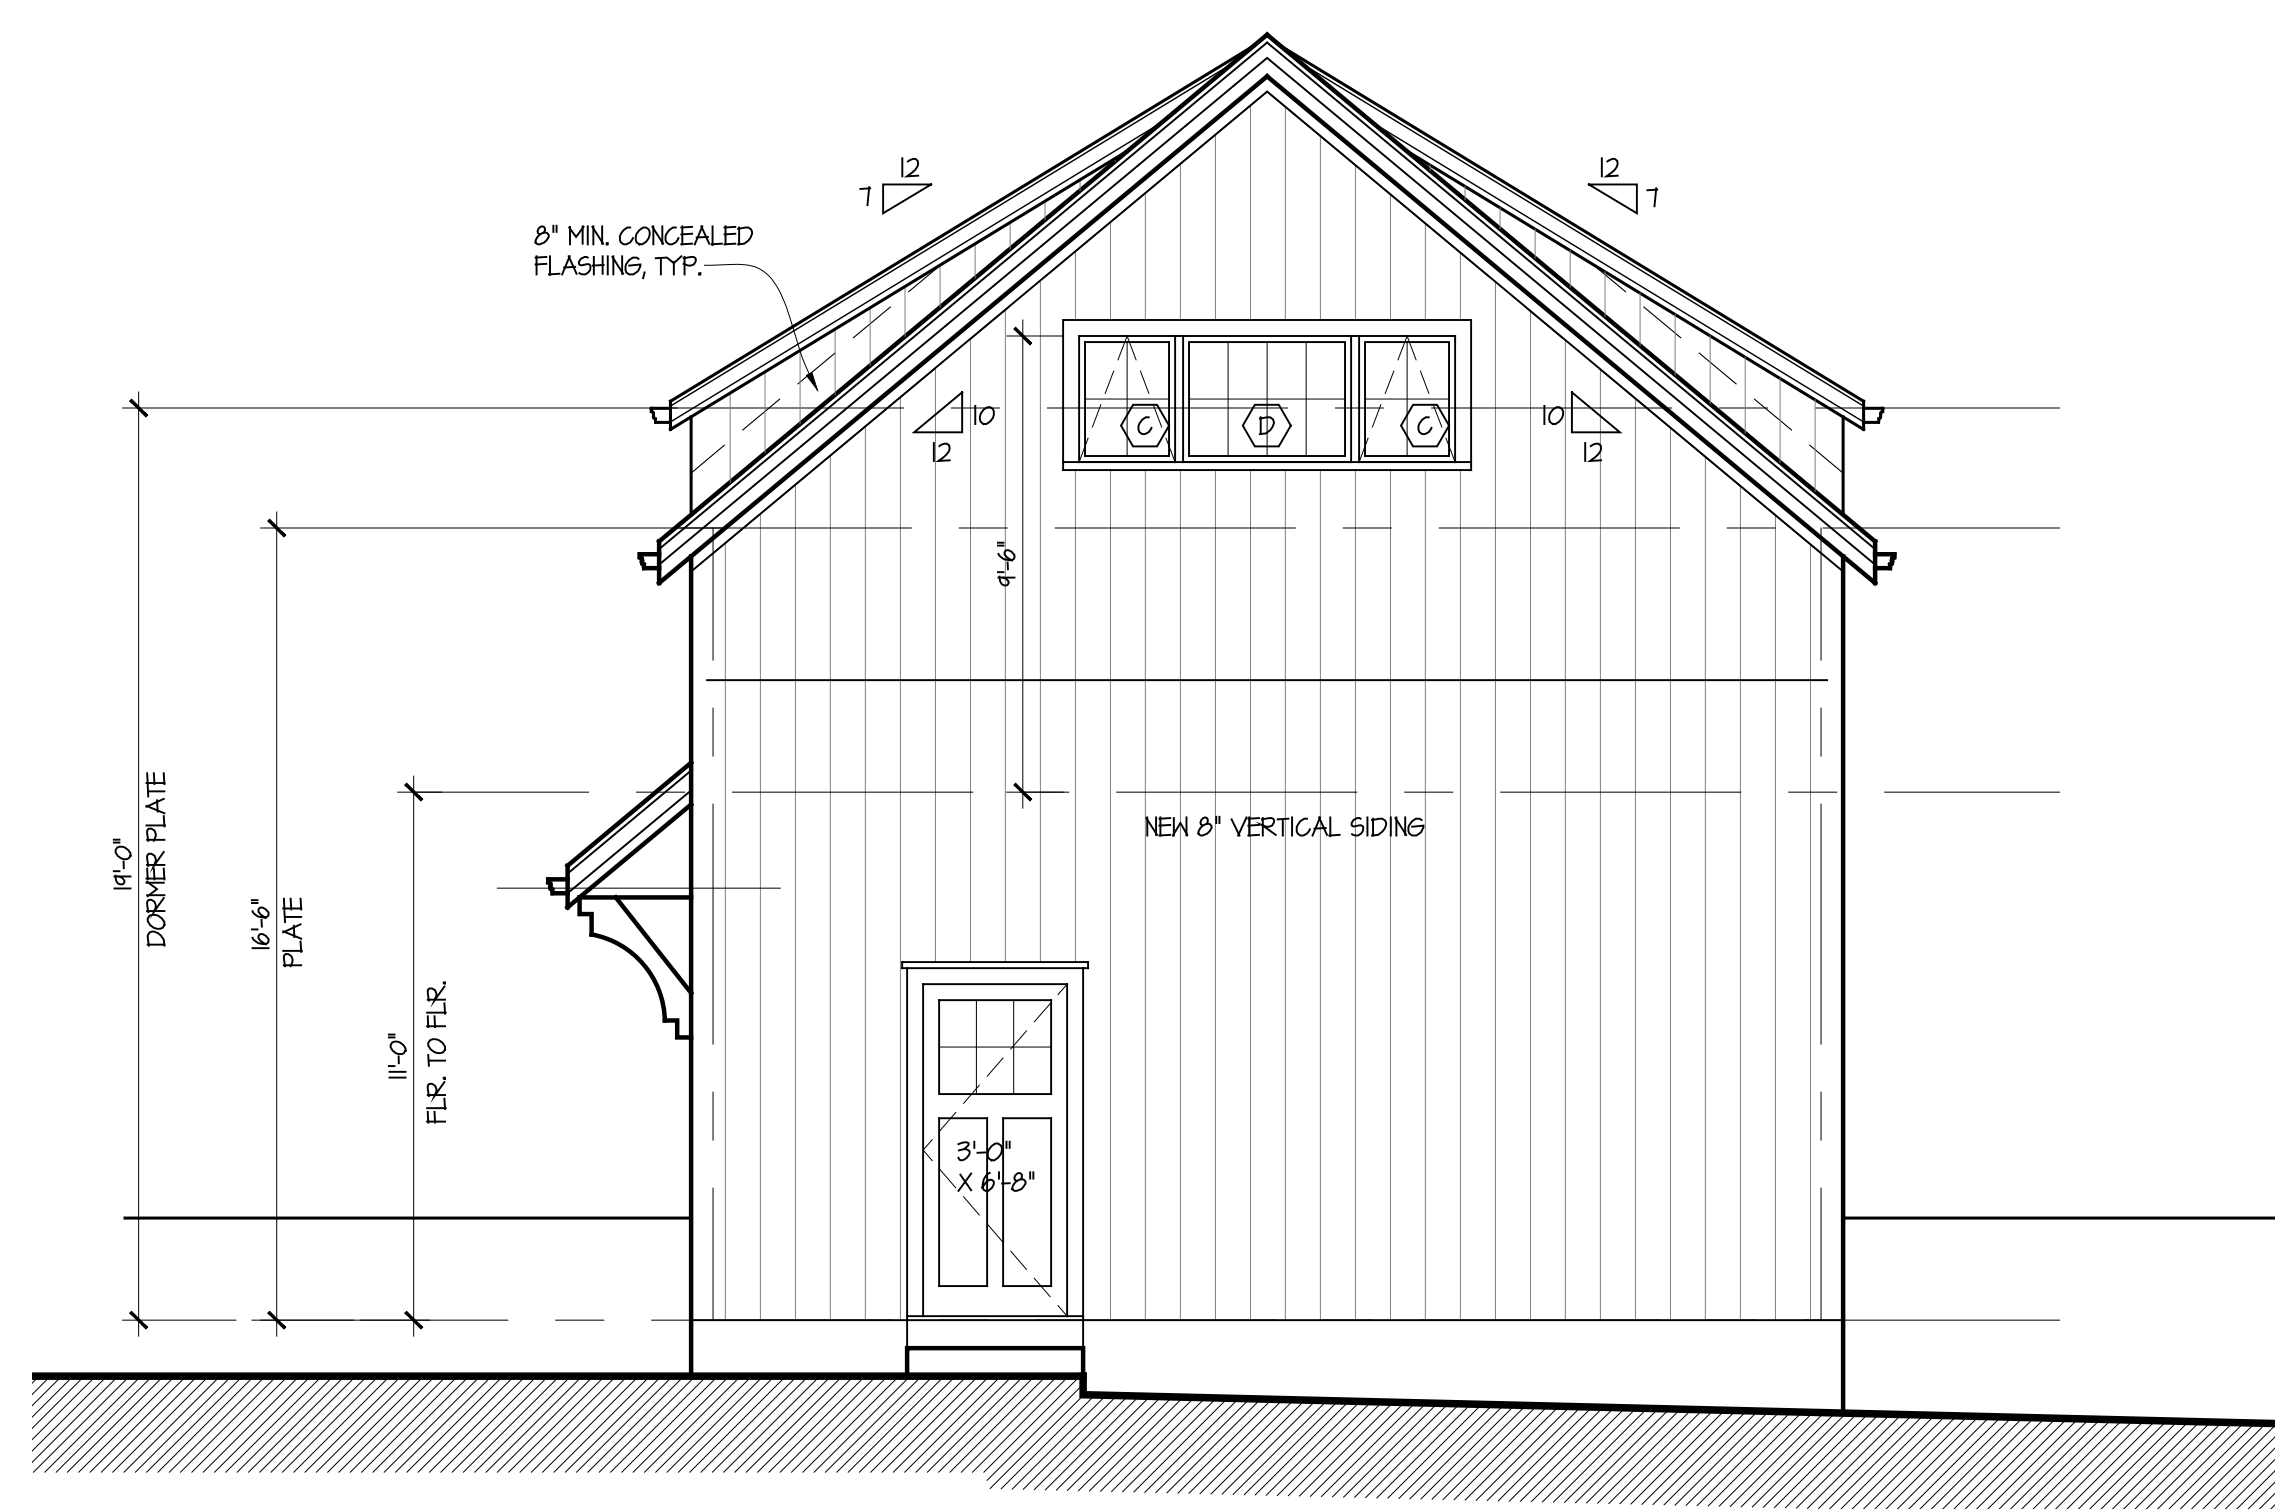 12
7
12
7
8" MIN. CONCEALED
FLASHING, TYP.
10
12
C
D
C
10
12
9'-6"
NEW 8" VERTICAL SIDING
19'-0"
DORMER PLATE
16'-6"
PLATE
11'-0"
FLR. TO FLR.
3'-0"
X 6'-8"